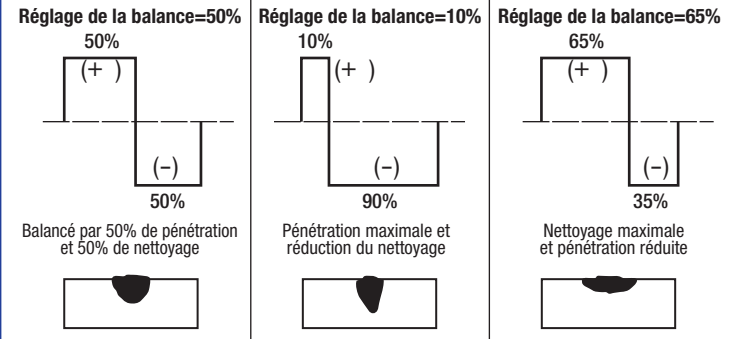 Réglage de la balance=50%
50%
(+ )
(–)
50%
Balancé par 50% de pénétration
et 50% de nettoyage
Réglage de la balance=10%
10%
(+ )
(–)
90%
Pénétration maximale et
réduction du nettoyage
Réglage de la balance=65%
65%
(+ )
(–)
35%
Nettoyage maximale
et pénétration réduite